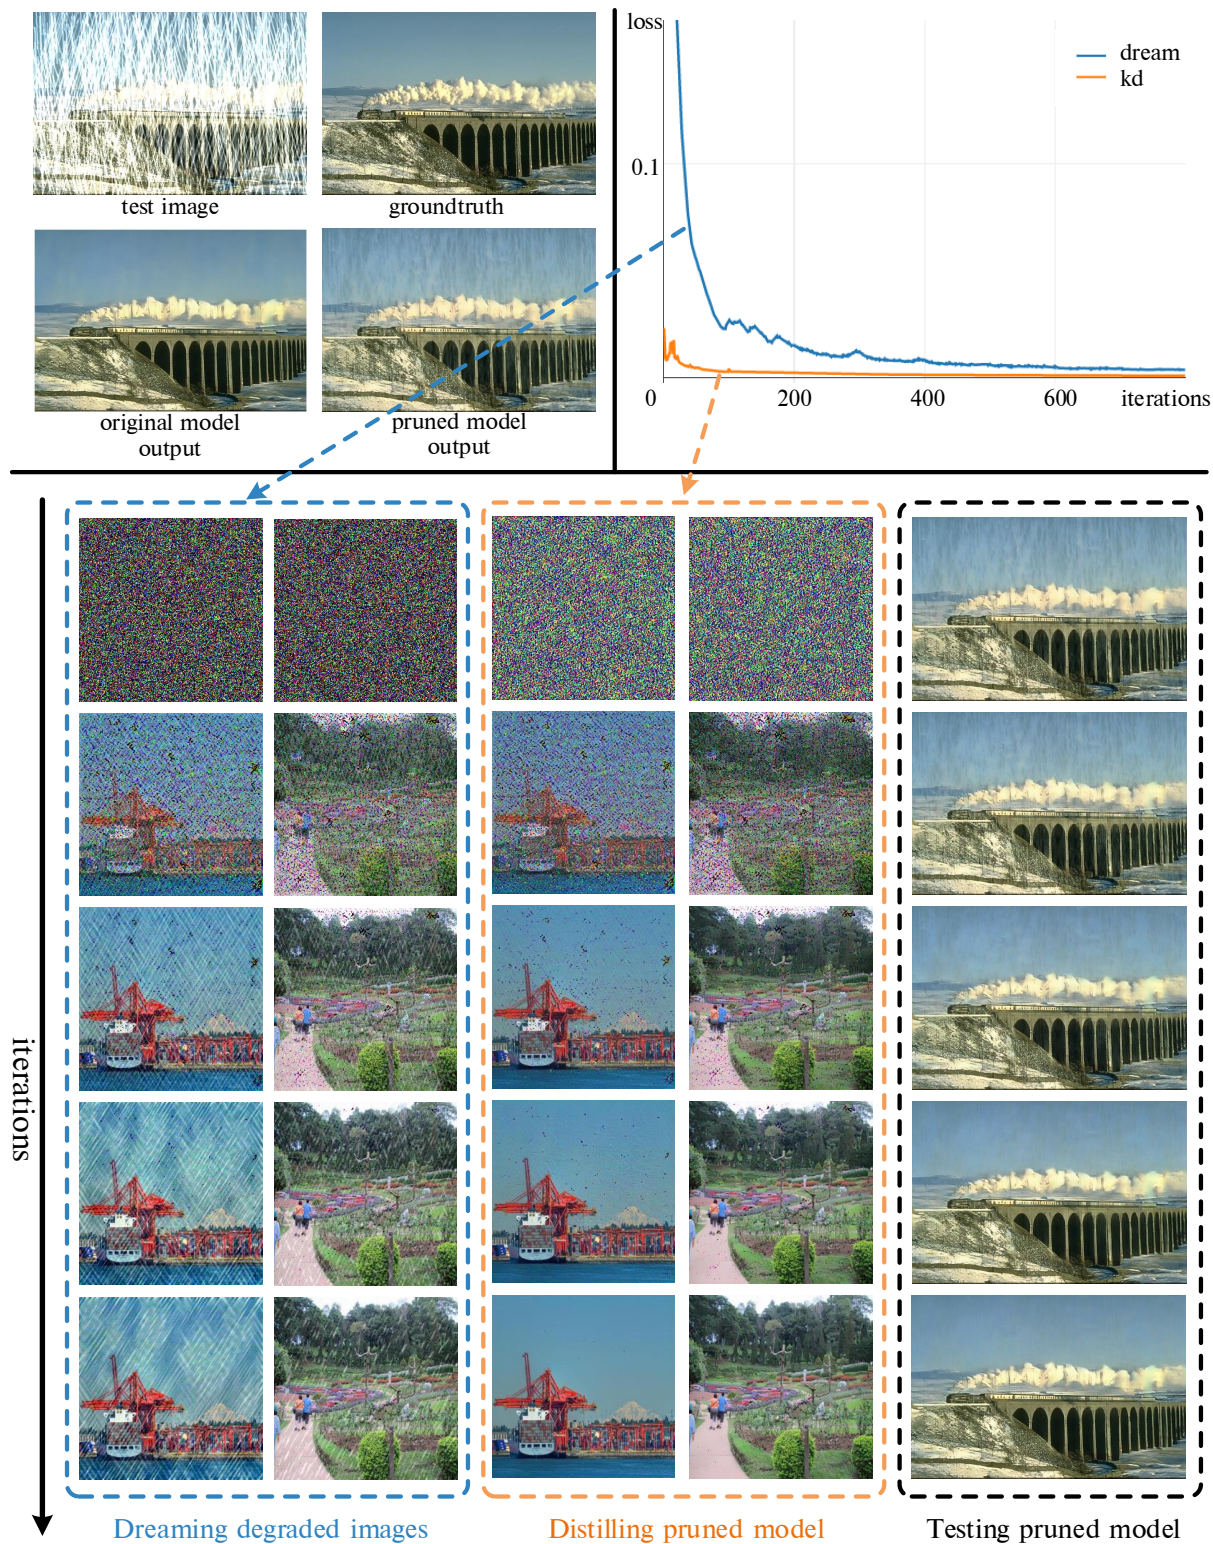 test image
groundtruth
original model
output
pruned model
output
loss
dream
kd
0.1
0
200
400
600
iterations
iterations
Dreaming degraded images
Distilling pruned model
Testing pruned model